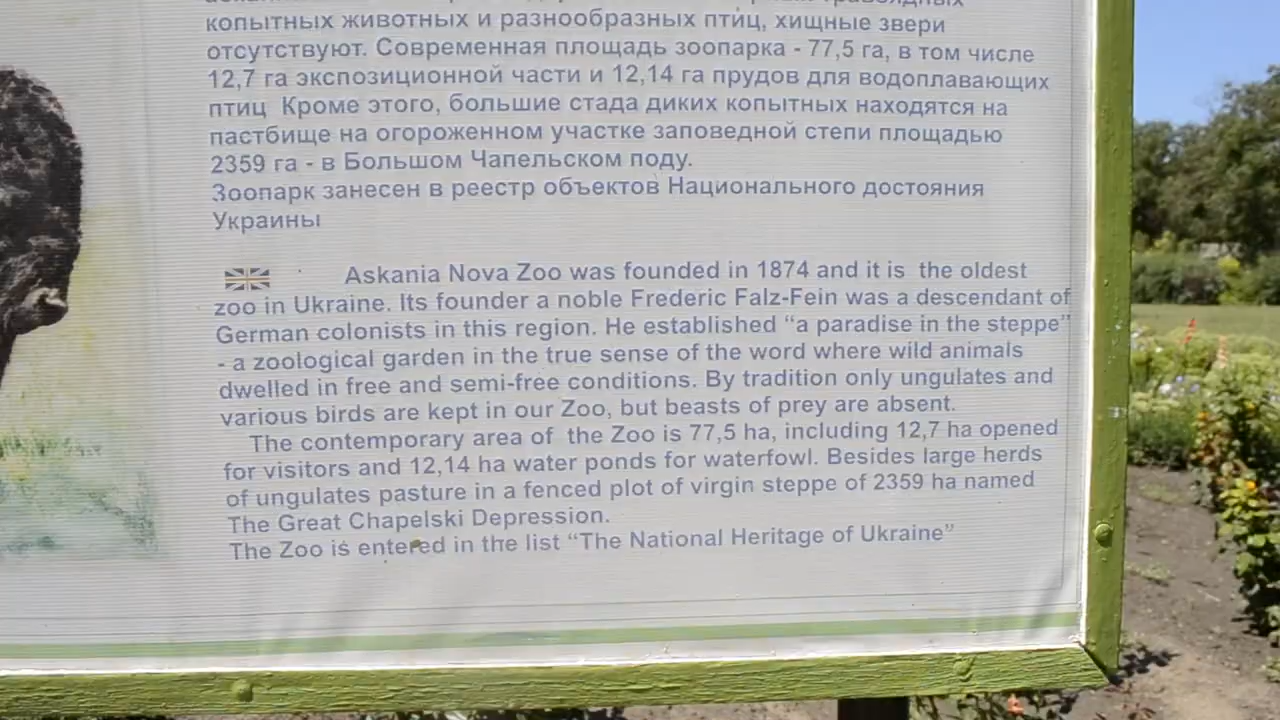 копытных животных и разнообразных птиц, хищные звери
отсутствуют. Современная площадь зоопарка - 77,5 га, в том числе
12,7 га экспозиционной части и 12,14 га прудов для водоплавающих
птиц Кроме этого, большие стада диких копытных находятся на
пастбище на огороженном участке заповедной степи площадью
2359 га - в Большом Чапельском поду.
Зоопарк занесен в реестр объектов Национального достояния
Украины
Askania Nova Zoo was founded in 1874 and it is the oldest
zoo in Ukraine. Its founder a noble Frederic Falz-Fein was a descendant of
German colonists in this region. He established “a paradise in the steppe”
- a zoological garden in the true sense of the word where wild animals
dwelled in free and semi-free conditions. By tradition only ungulates and
various birds are kept in our Zoo, but beasts of prey are absent.
The contemporary area of the Zoo is 77,5 ha, including 12,7 ha opened
for visitors and 12,14 ha water ponds for waterfowl. Besides large herds
of ungulates pasture in a fenced plot of virgin steppe of 2359 ha named
The Great Chapelski Depression.
The Zoo is entered in the list “The National Heritage of Ukraine”